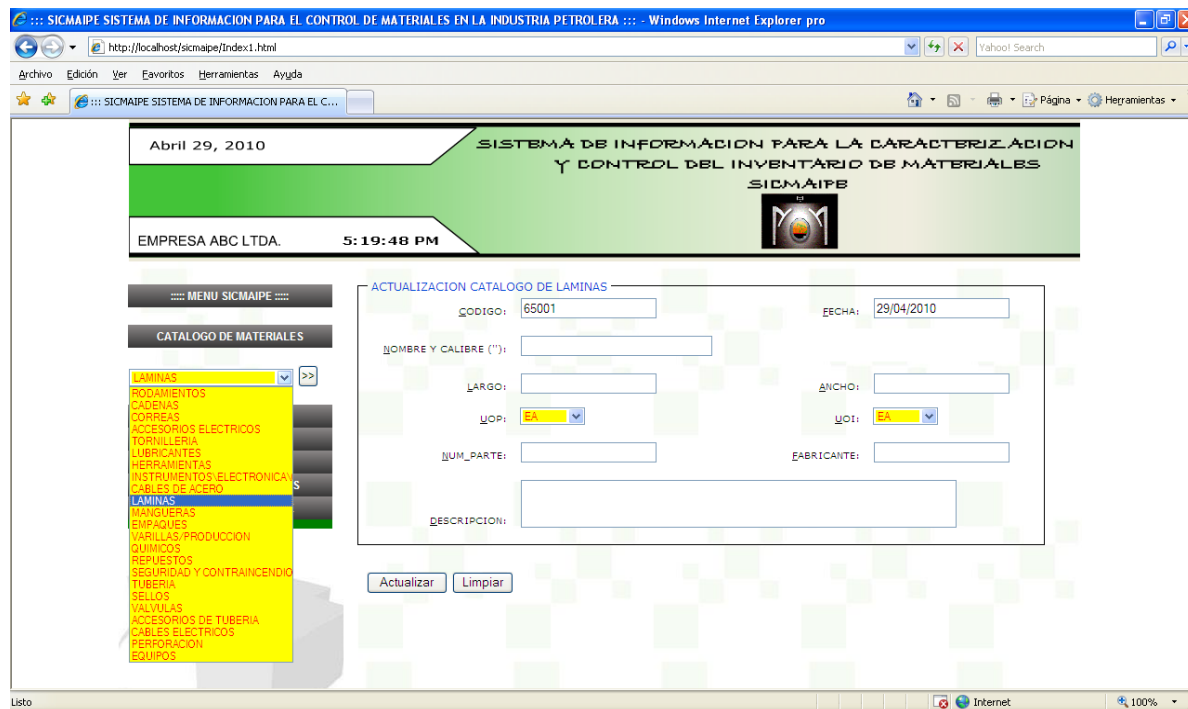 ::: SICMAIPE SISTEMA DE INFORMACION PARA EL CONTROL DE MATERIALES EN LA INDUSTRIA PETROLERA ::: - Windows Internet Explorer pro
http://localhost/sicmaipe/Index1.html
Yahoo! Search
Archivo Edición Ver Favoritos Herramientas Ayuda
::: SICMAIPE SISTEMA DE INFORMACION PARA EL C...
Página
Herramientas
Abril 29, 2010
SISTEMA DE INFORMACION PARA LA CARACTERIZACION
Y CONTROL DEL INVENTARIO DE MATERIALES
SICMAIPE
EMPRESA ABC LTDA.
5:19:48 PM
::::: MENU SICMAIPE :::::
CATALOGO DE MATERIALES
LAMINAS
>>
RODAMIENTOS
CADENAS
CORREAS
ACCESORIOS ELECTRICOS
TORNILLERIA
LUBRICANTES
HERRAMIENTAS
INSTRUMENTOS\ELECTRONICA\
CABLES DE ACERO
LAMINAS
MANGUERAS
EMPAQUES
VARILLAS/PRODUCCION
QUIMICOS
REPUESTOS
SEGURIDAD Y CONTRAINCENDIO
TUBERIA
SELLOS
VALVULAS
ACCESORIOS DE TUBERIA
CABLES ELECTRICOS
PERFORACION
EQUIPOS
S
ACTUALIZACION CATALOGO DE LAMINAS
CODIGO: 65001
FECHA: 29/04/2010
NOMBRE Y CALIBRE ("):
LARGO:
ANCHO:
UOP: EA
UOI: EA
NUM_PARTE:
FABRICANTE:
DESCRIPCION:
Actualizar
Limpiar
Listo
Internet
100%